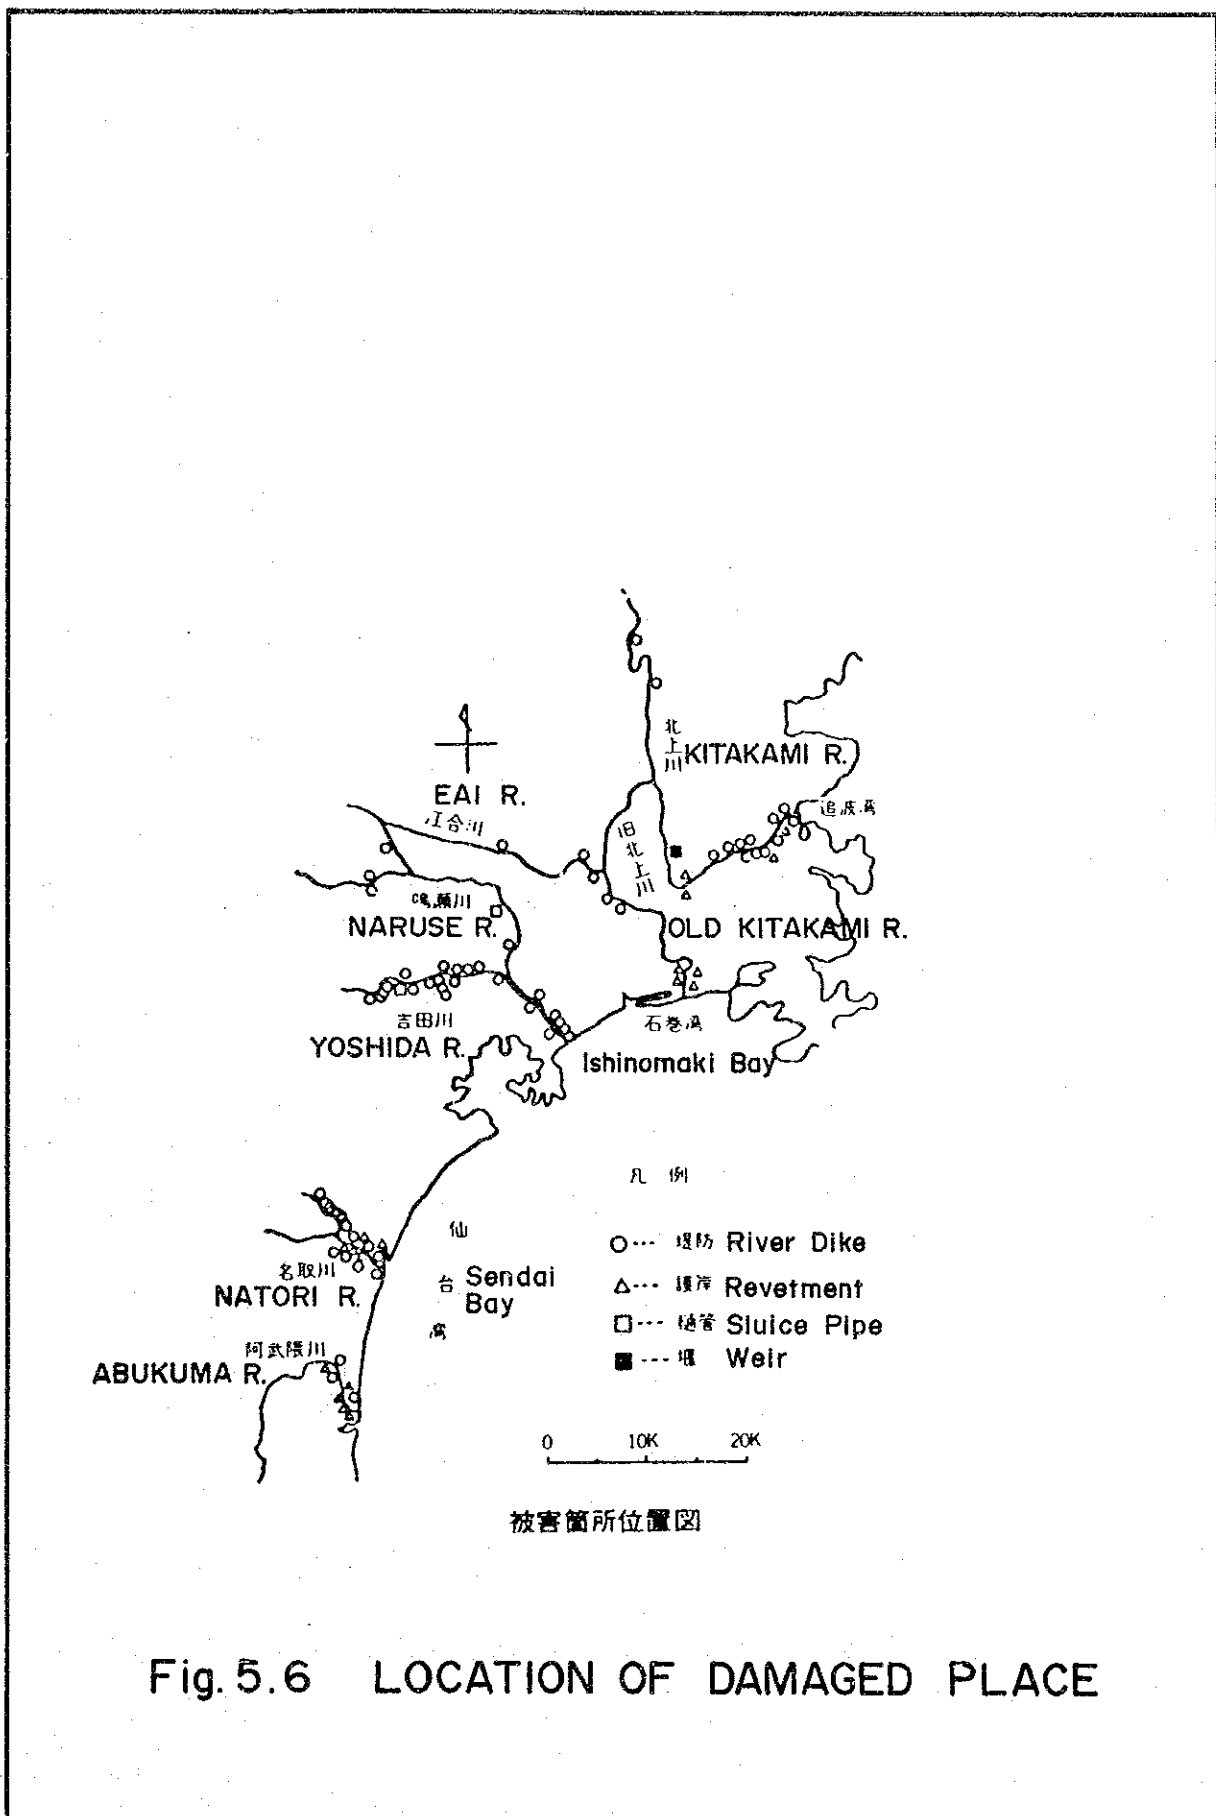 北上川
KITAKAMI R.
EAI R.
江合川
追波湾
旧北上川
鳴瀬川
NARUSE R.
OLD KITAKAMI R.
吉田川
石巻湾
YOSHIDA R.
Ishinomaki Bay
凡 例
仙台湾
Sendai
Bay
○--- 堤防 River Dike
△--- 護岸 Revetment
□--- 樋管 Sluice Pipe
■--- 堰 Weir
名取川
NATORI R.
阿武隈川
ABUKUMA R.
0 10K 20K
被害箇所位置図
Fig. 5.6 LOCATION OF DAMAGED PLACE